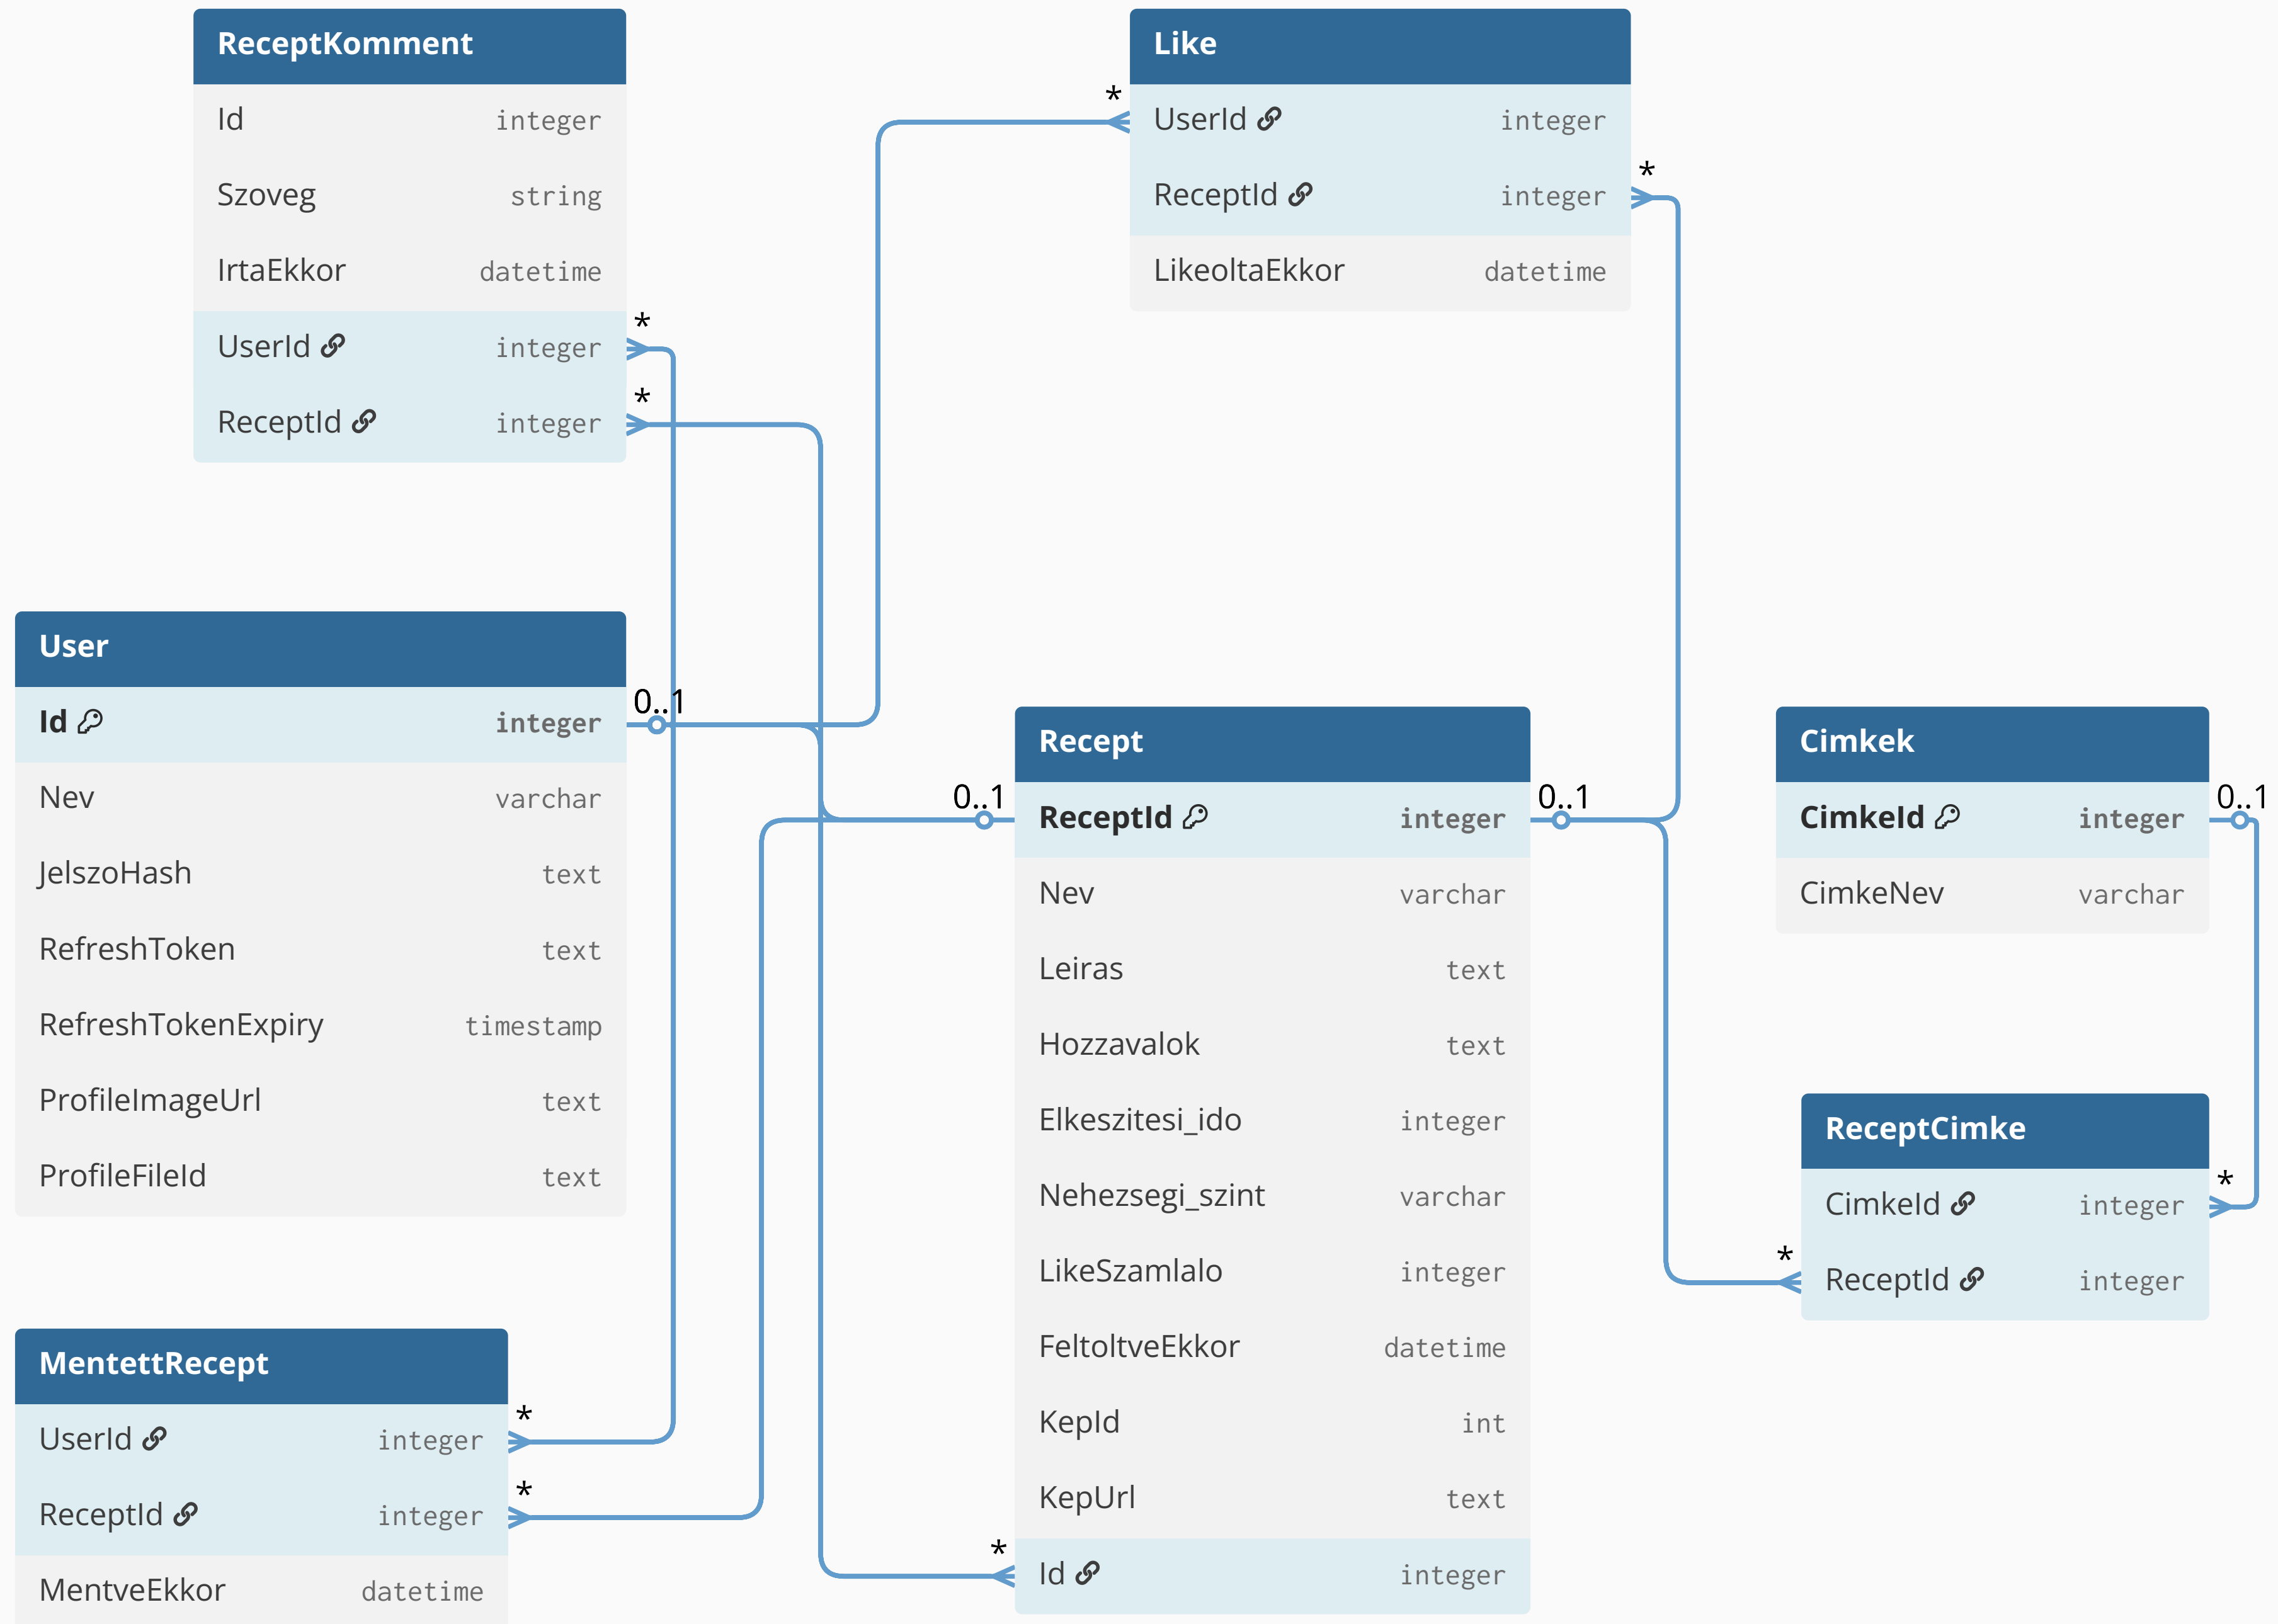 ReceptKomment
Id integer
Szoveg string
IrtaEkkor datetime
* 
UserId integer
*
ReceptId integer
Like
*
UserId integer
*
ReceptId integer
LikeoltaEkkor datetime
User
0..1
Id integer
Nev varchar
JelszoHash text
RefreshToken text
RefreshTokenExpiry timestamp
ProfileImageUrl text
ProfileFileId text
Recept
0..1
0..1
ReceptId integer
Nev varchar
Leiras text
Hozzavalok text
Elkeszitesi_ido integer
Nehezsegi_szint varchar
LikeSzamlalo integer
FeltoltveEkkor datetime
KepId int
KepUrl text
*
Id integer
Cimkek
0..1
CimkeId integer
CimkeNev varchar
ReceptCimke
*
CimkeId integer
*
ReceptId integer
MentettRecept
*
UserId integer
*
ReceptId integer
MentveEkkor datetime